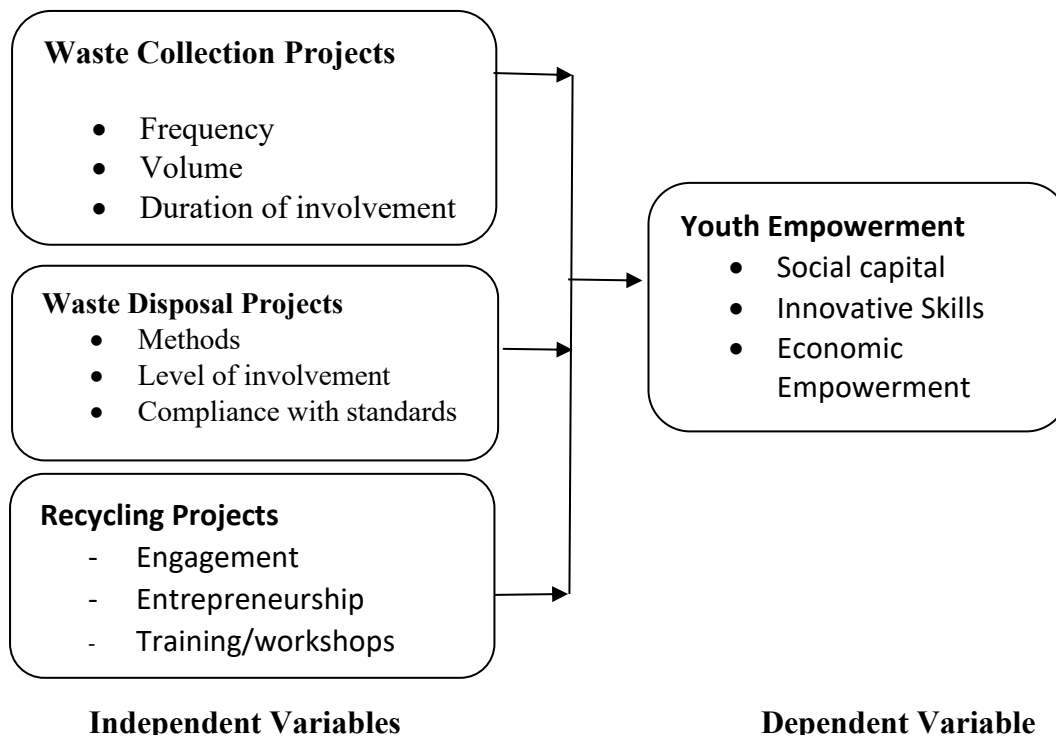 Waste Collection Projects
• Frequency
• Volume
• Duration of involvement
Waste Disposal Projects
• Methods
• Level of involvement
• Compliance with standards
Recycling Projects
- Engagement
- Entrepreneurship
- Training/workshops
Independent Variables
Youth Empowerment
• Social capital
• Innovative Skills
• Economic
Empowerment
Dependent Variable